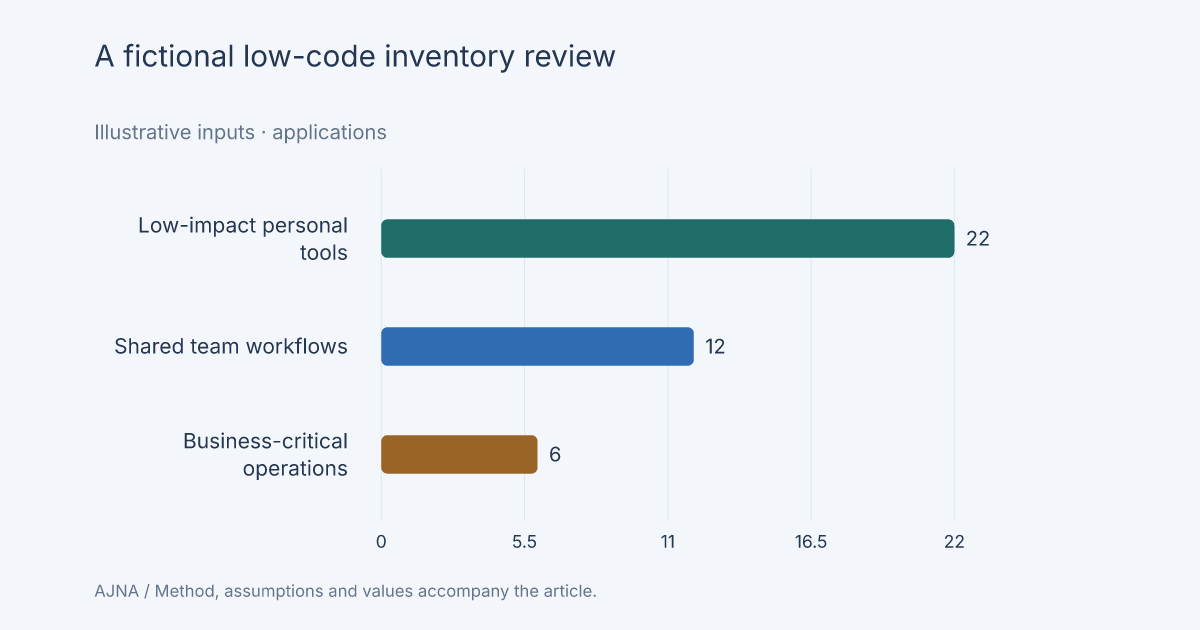 A fictional low-code inventory review
Illustrative inputs · applications
Low-impact personal
tools
22
Shared team workflows
12
Business-critical
operations
6
0
5.5
11
16.5
22
AJNA / Method, assumptions and values accompany the article.